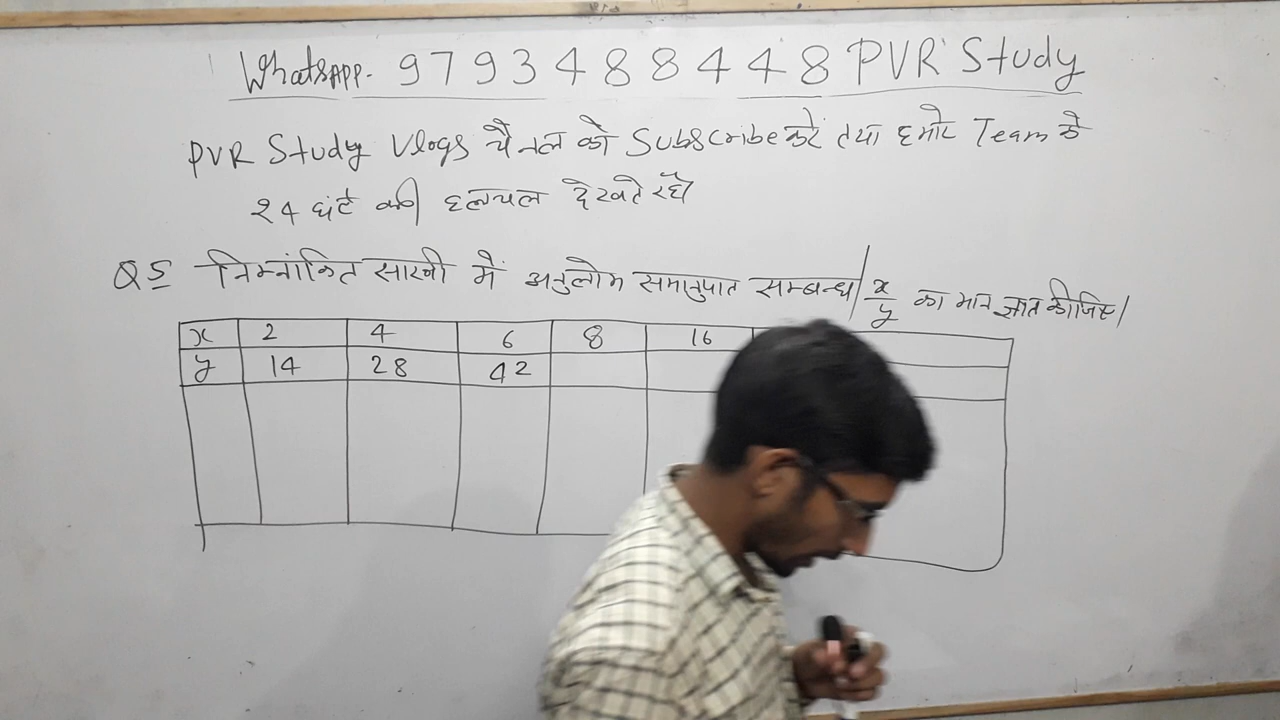 WhatsAPP. 9793488448 PVR Study
PVR Study Vlogs चैनल को Subscribe करें तथा हमारे Team के
24 घंटे की हलचल देखते रहें
Q5 निम्नांकित सारणी में अनुलोम समानुपात सम्बन्ध/ x/y का मान ज्ञात कीजिए।
x 2 4 6 8 16
y 14 28 42